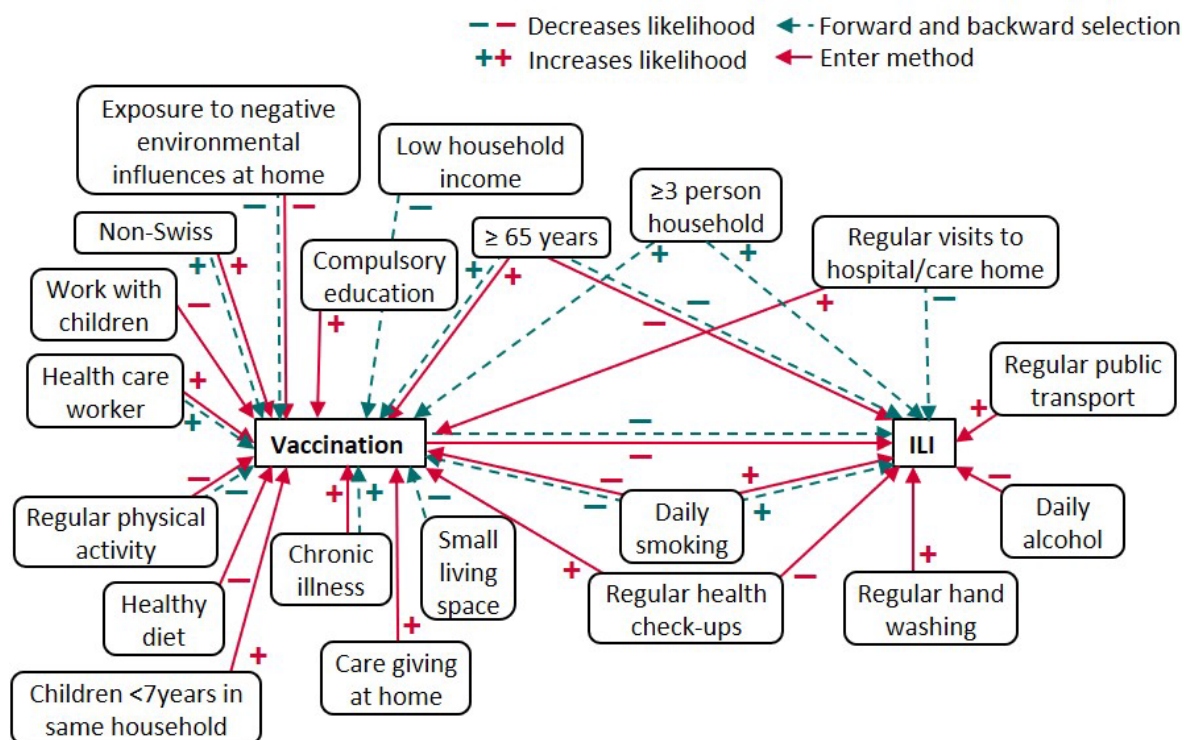 − − Decreases likelihood
Forward and backward selection
++ Increases likelihood
Enter method
Exposure to negative
environmental
influences at home
Low household
income
≥3 person
household
Non-Swiss
≥ 65 years
Regular visits to
hospital/care home
Compulsory
education
Work with
children
Health care
worker
Regular public
transport
Vaccination
ILI
Regular physical
activity
Daily
smoking
Daily
alcohol
Chronic
illness
Small
living
space
Healthy
diet
Regular health
check-ups
Regular hand
washing
Care giving
at home
Children <7years in
same household